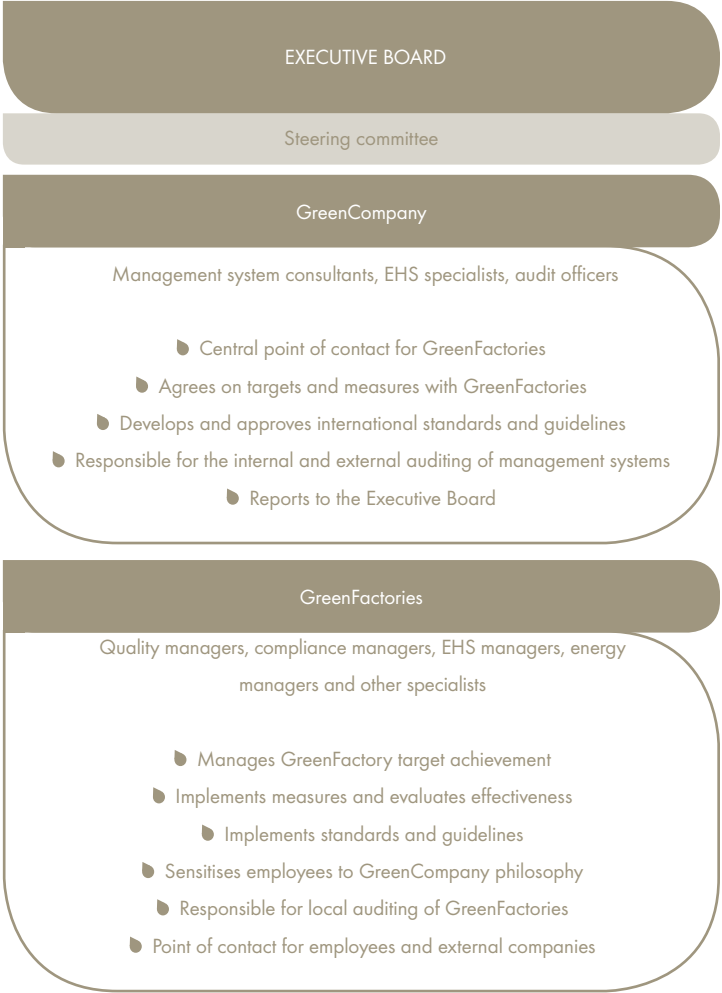 EXECUTIVE BOARD
Steering committee
GreenCompany
Management system consultants, EHS specialists, audit officers
Central point of contact for GreenFactories
Agrees on targets and measures with GreenFactories
Develops and approves international standards and guidelines
Responsible for the internal and external auditing of management systems
Reports to the Executive Board
GreenFactories
Quality managers, compliance managers, EHS managers, energy
managers and other specialists
Manages GreenFactory target achievement
Implements measures and evaluates effectiveness
Implements standards and guidelines
Sensitises employees to GreenCompany philosophy
Responsible for local auditing of GreenFactories
Point of contact for employees and external companies